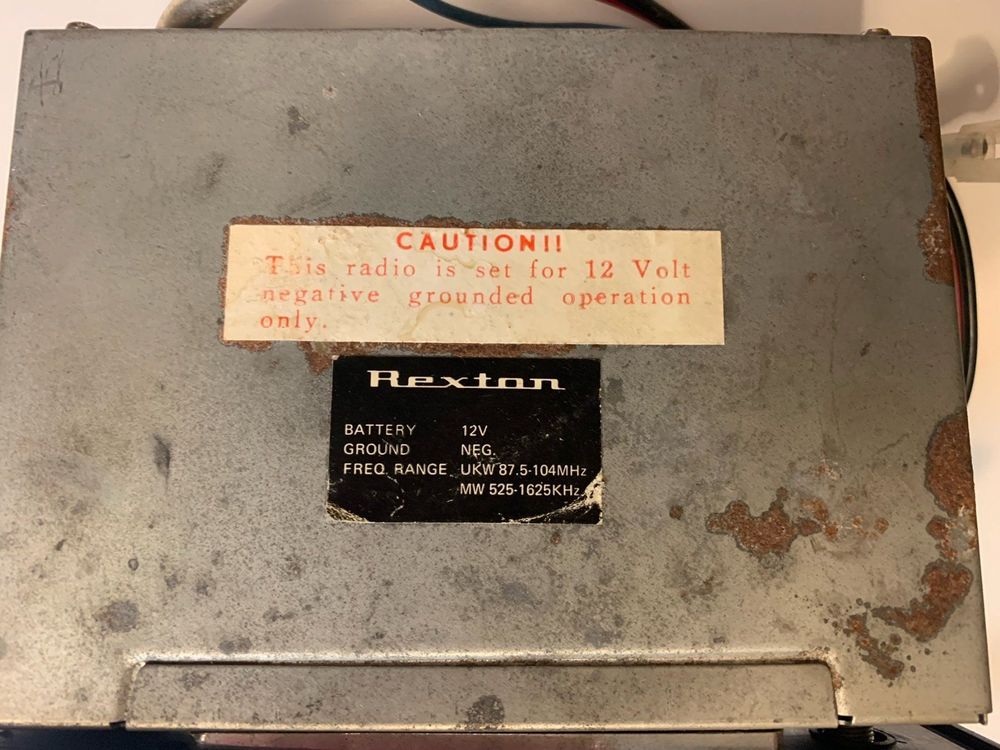 CAUTION!!
This radio is set for 12 Volt
negative grounded operation
only.
Rexton
BATTERY 12V
GROUND NEG.
FREQ. RANGE UKW 87.5-104MHz
MW 525-1625KHz